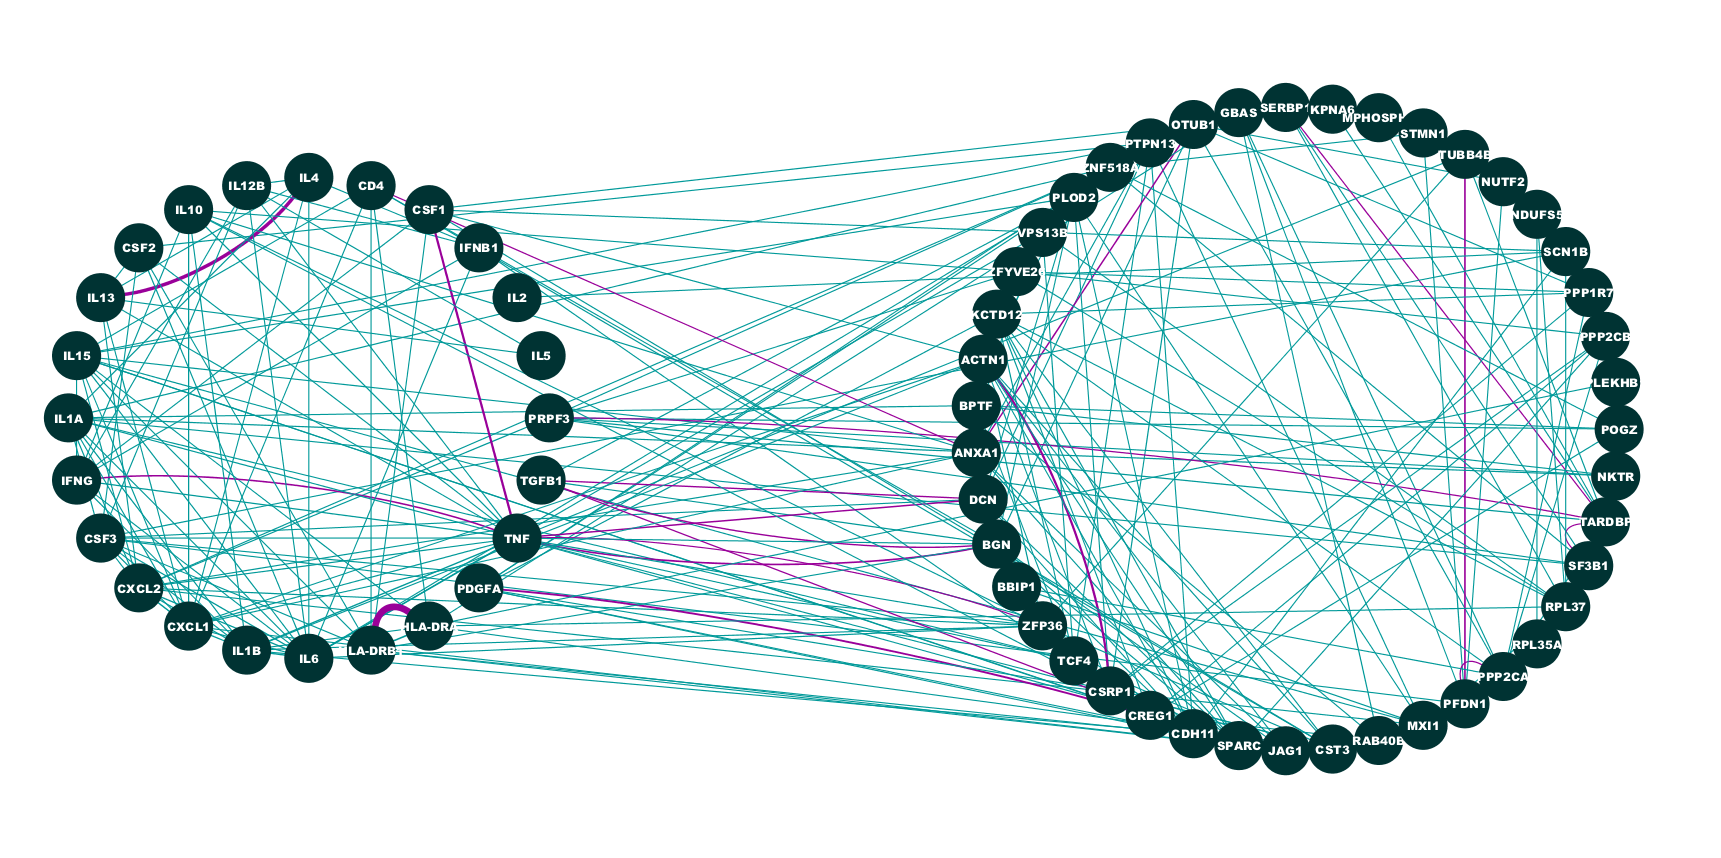 IL4
IL12B
CD4
IL10
CSF1
CSF2
IFNB1
IL13
IL2
IL15
IL5
IL1A
PRPF3
IFNG
TGFB1
CSF3
TNF
CXCL2
PDGFA
CXCL1
HLA-DRA
IL1B
IL6
SERBP1
KPNA6
GBAS
MPHOSPH
OTUB1
STMN1
PTPN13
TUBB4B
ZNF518A
NUTF2
PLOD2
NDUFS5
VPS13B
SCN1B
ZFYVE26
PPP1R7
KCTD12
PPP2CB
ACTN1
PLEKHB
BPTF
POGZ
ANXA1
NKTR
DCN
TARDBP
BGN
SF3B1
BBIP1
RPL37
ZFP36
RPL35A
TCF4
PPP2CA
CSRP1
PFDN1
CREG1
MXI1
CDH11
RAB40B
SPARC
CST3
JAG1